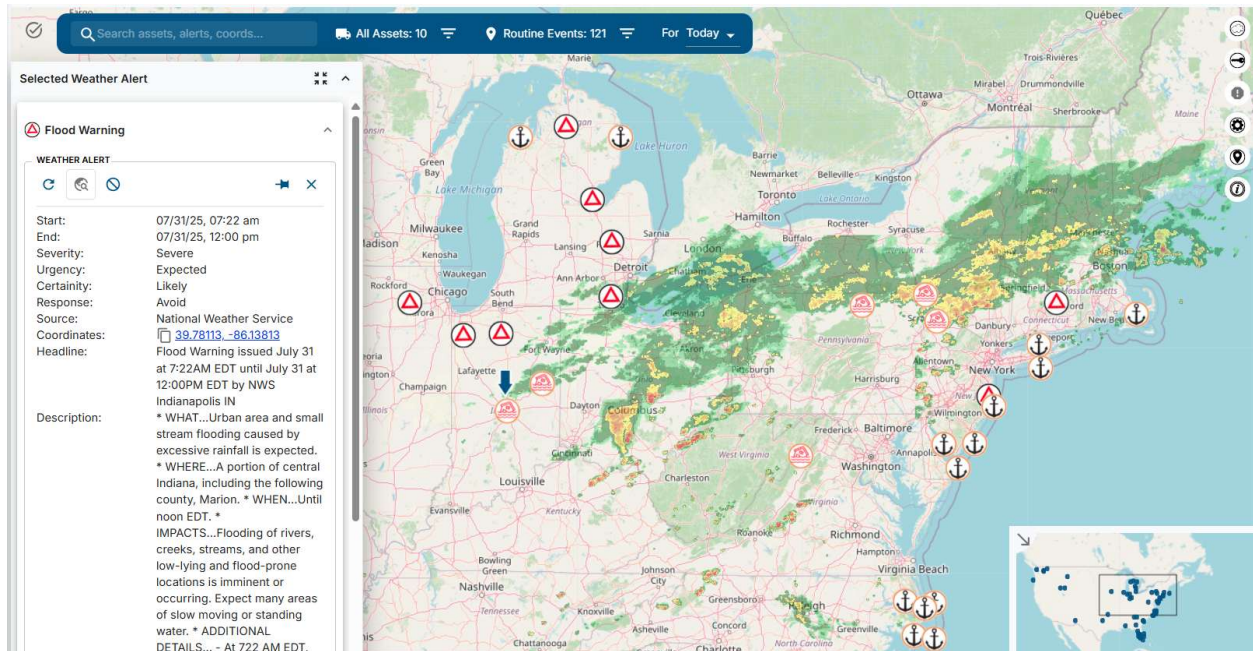 Search assets, alerts, coords...
All Assets: 10
Routine Events: 121
For Today
Selected Weather Alert
Flood Warning
WEATHER ALERT
Start: 07/31/25, 07:22 am
End: 07/31/25, 12:00 pm
Severity: Severe
Urgency: Expected
Certainity: Likely
Response: Avoid
Source: National Weather Service
Coordinates: 39.78113, -86.13813
Headline: Flood Warning issued July 31
at 7:22AM EDT until July 31 at
12:00PM EDT by NWS
Indianapolis IN
Description: * WHAT...Urban area and small
stream flooding caused by
excessive rainfall is expected.
* WHERE...A portion of central
Indiana, including the following
county, Marion. * WHEN...Until
noon EDT. *
IMPACTS...Flooding of rivers,
creeks, streams, and other
low-lying and flood-prone
locations is imminent or
occurring. Expect many areas
of slow moving or standing
water. * ADDITIONAL
DETAILS... - At 722 AM EDT,
Québec
Trois-Rivières
Marie
Mirabel
Drummondville
Ottawa
Montréal
Sherbrooke
Maine
Lake Huron
Green
Bay
Barrie
Newmarket
Belleville
Kingston
Lake Michigan
Toronto
Lake Ontario
Hamilton
Rochester
Syracuse
Milwaukee
Grand
Rapids
Sarnia
London
Buffalo
Madison
Kenosha
Lansing
Detroit
Chatham
Erie
Boston
Waukegan
Ann Arbor
Rockford
Chicago
South
Bend
Cleveland
Massachusetts
Aurora
Danbury
Connecticut
New Be
Yonkers
Akron
Pennsylvania
Fort Wayne
New York
Lafayette
Pittsburgh
Harrisburg
Champaign
Dayton
Columbus
Wilmington
Frederick
Baltimore
Cincinnati
West Virginia
Annapolis
Washington
Louisville
Charleston
Evansville
Kentucky
Virginia
Roanoke
Richmond
Hampton
Bowling
Green
Virginia Beach
Johnson
City
Nashville
Tennessee
Knoxville
Greensboro
Raleigh
Greenville
Asheville
Concord
Chattanooga
Charlotte
North Carolina